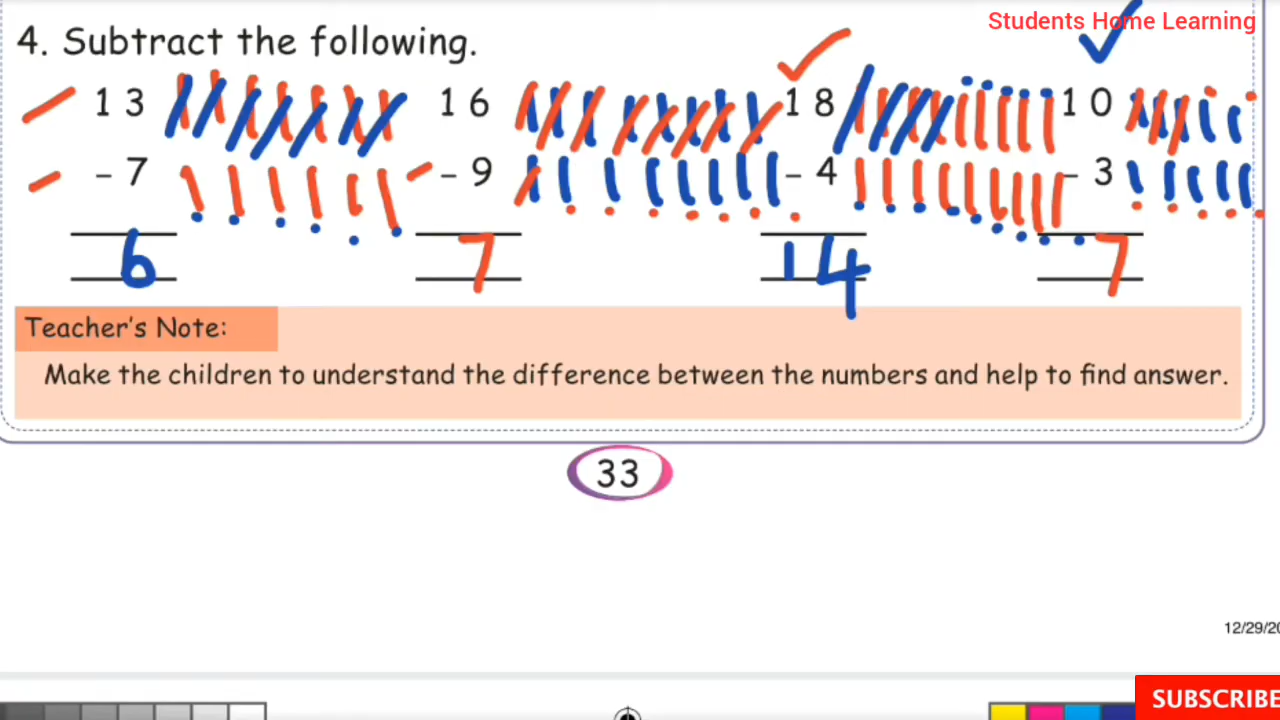 Students Home Learning
4. Subtract the following.
13 16 18 10
- 7 - 9 - 4 - 3
6 7 14 7
Teacher's Note:
Make the children to understand the difference between the numbers and help to find answer.
33
12/29/20
SUBSCRIBE